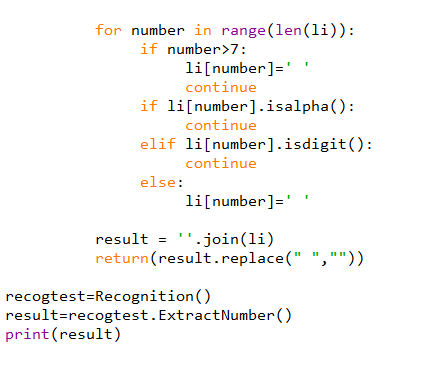 for number in range(len(li)):
if number>7:
li[number]=' '
continue
if li[number].isalpha():
continue
elif li[number].isdigit():
continue
else:
li[number]=' '
result = ''.join(li)
return(result.replace(" ",""))
recogtest=Recognition()
result=recogtest.ExtractNumber()
print(result)